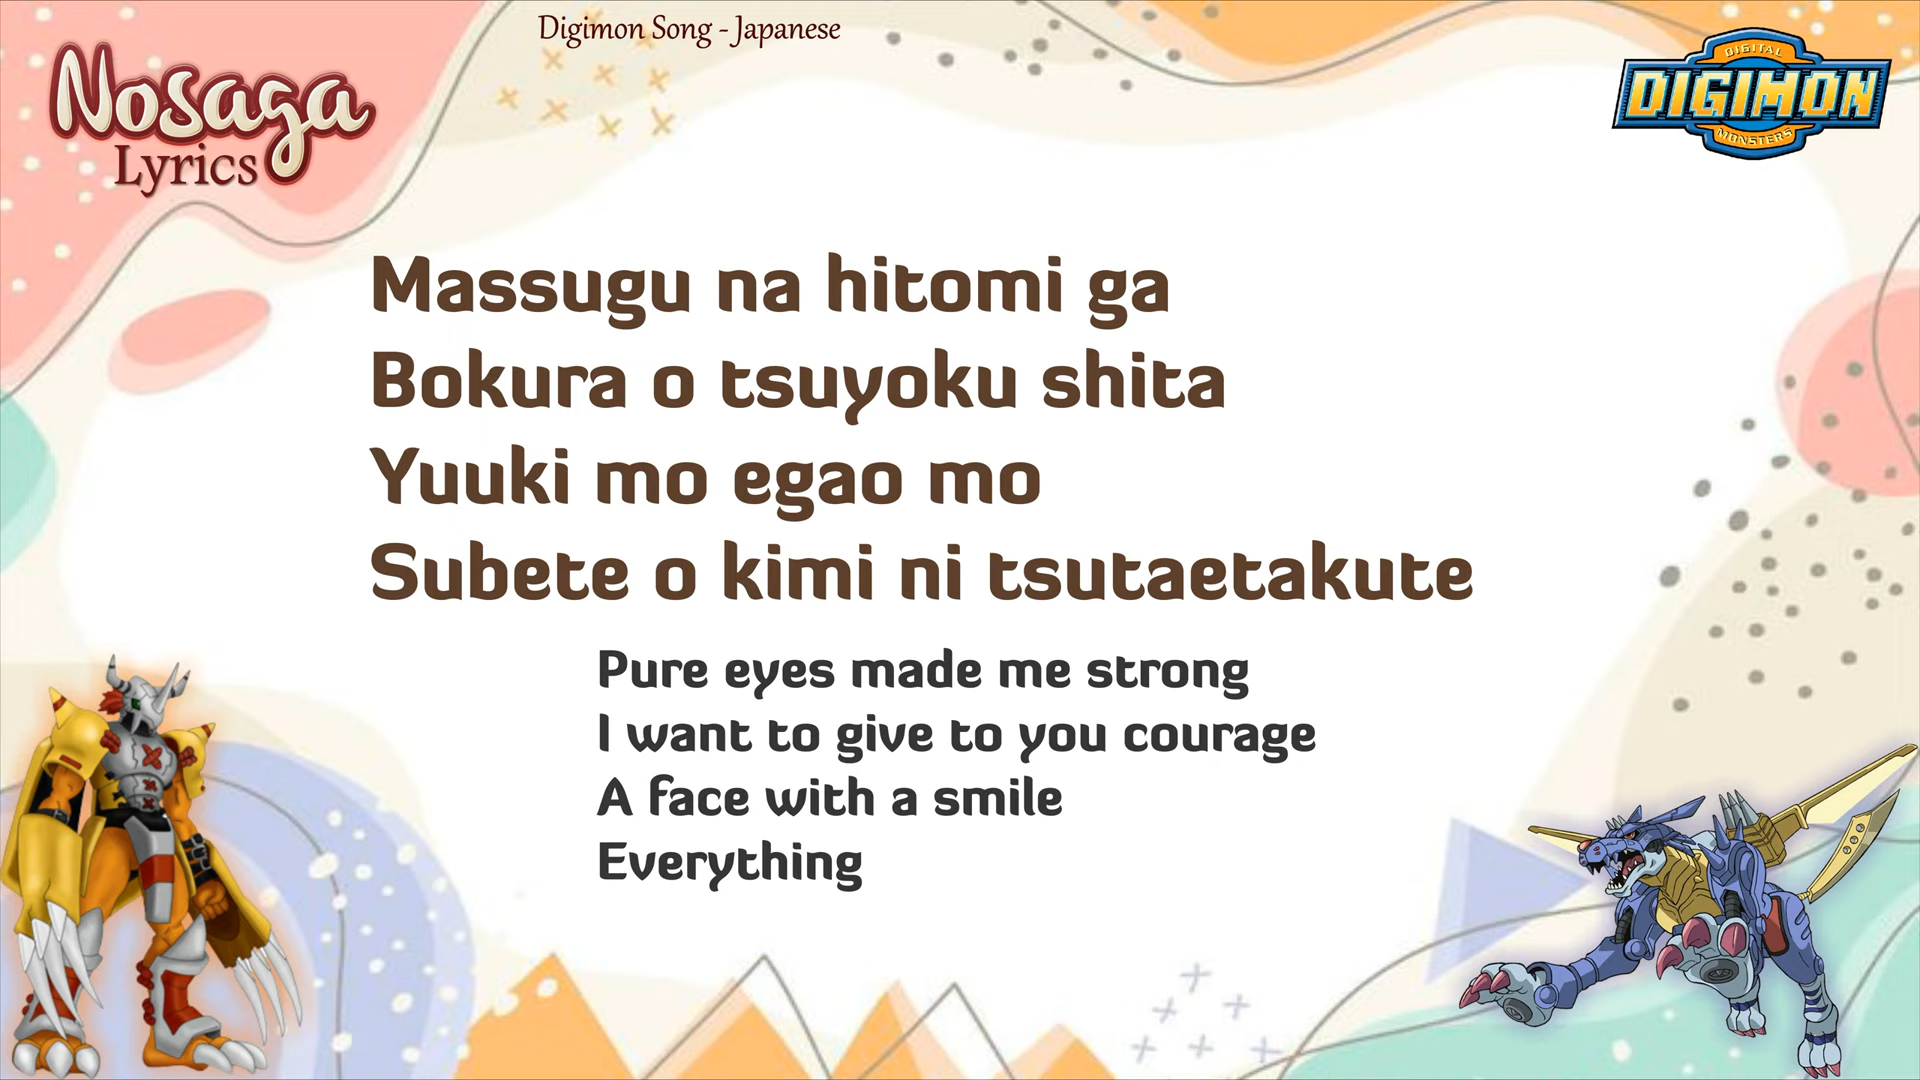 Digimon Song - Japanese
Nosaga
Lyrics
DIGITAL
DIGIMON
MONSTERS
Massugu na hitomi ga
Bokura o tsuyoku shita
Yuuki mo egao mo
Subete o kimi ni tsutaetakute
Pure eyes made me strong
I want to give to you courage
A face with a smile
Everything